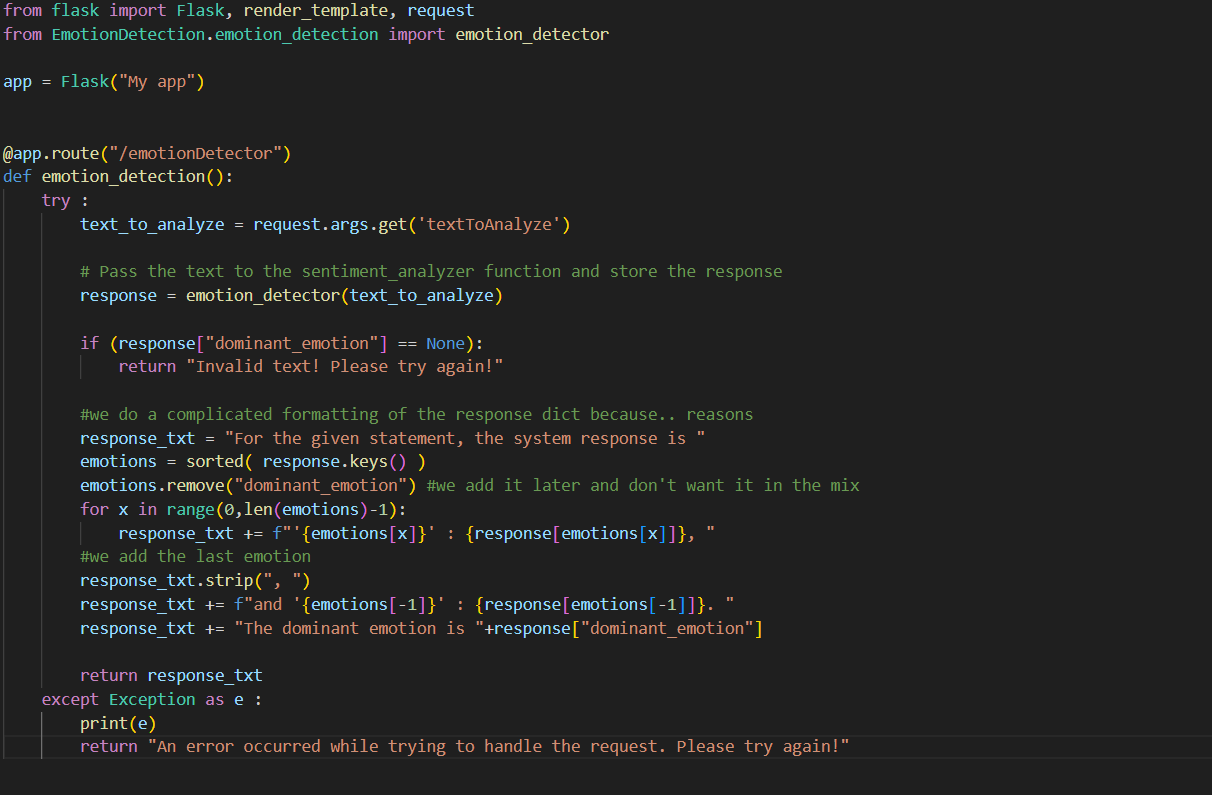 from flask import Flask, render_template, request
from EmotionDetection.emotion_detection import emotion_detector
app = Flask("My app")
@app.route("/emotionDetector")
def emotion_detection():
try :
text_to_analyze = request.args.get('textToAnalyze')
# Pass the text to the sentiment_analyzer function and store the response
response = emotion_detector(text_to_analyze)
if (response["dominant_emotion"] == None):
return "Invalid text! Please try again!"
#we do a complicated formatting of the response dict because.. reasons
response_txt = "For the given statement, the system response is "
emotions = sorted( response.keys() )
emotions.remove("dominant_emotion") #we add it later and don't want it in the mix
for x in range(0,len(emotions)-1):
response_txt += f"'{emotions[x]}' : {response[emotions[x]]}, "
#we add the last emotion
response_txt.strip(", ")
response_txt += f"and '{emotions[-1]}' : {response[emotions[-1]]}. "
response_txt += "The dominant emotion is "+response["dominant_emotion"]
return response_txt
except Exception as e :
print(e)
return "An error occurred while trying to handle the request. Please try again!"